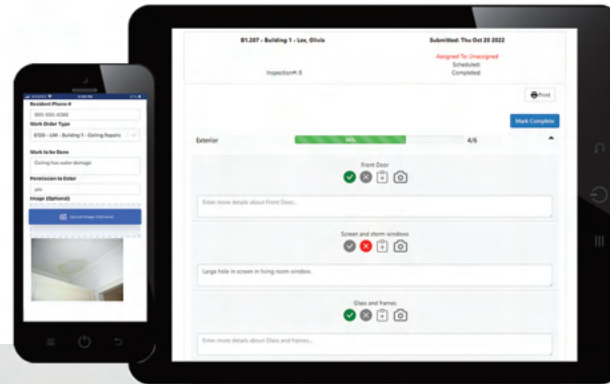 Resident Phone #
Work Order Type
6100 - UM - Building 1 - Ceiling Repairs
Work to be Done
Ceiling has water damage
Permission to Enter
yes
Image (Optional)
Upload Image (Optional)
B1.207 - Building 1 - Lee, Olivia
Submitted: Thu Oct 20 2022
Assigned To: Unassigned
Scheduled:
Completed:
Inspection#: 8
Print
Mark Complete
Exterior
4/6
Front Door
Enter more details about Front Door...
Screen and storm windows
Large hole in screen in living room window.
Glass and frames
Enter more details about Glass and frames...